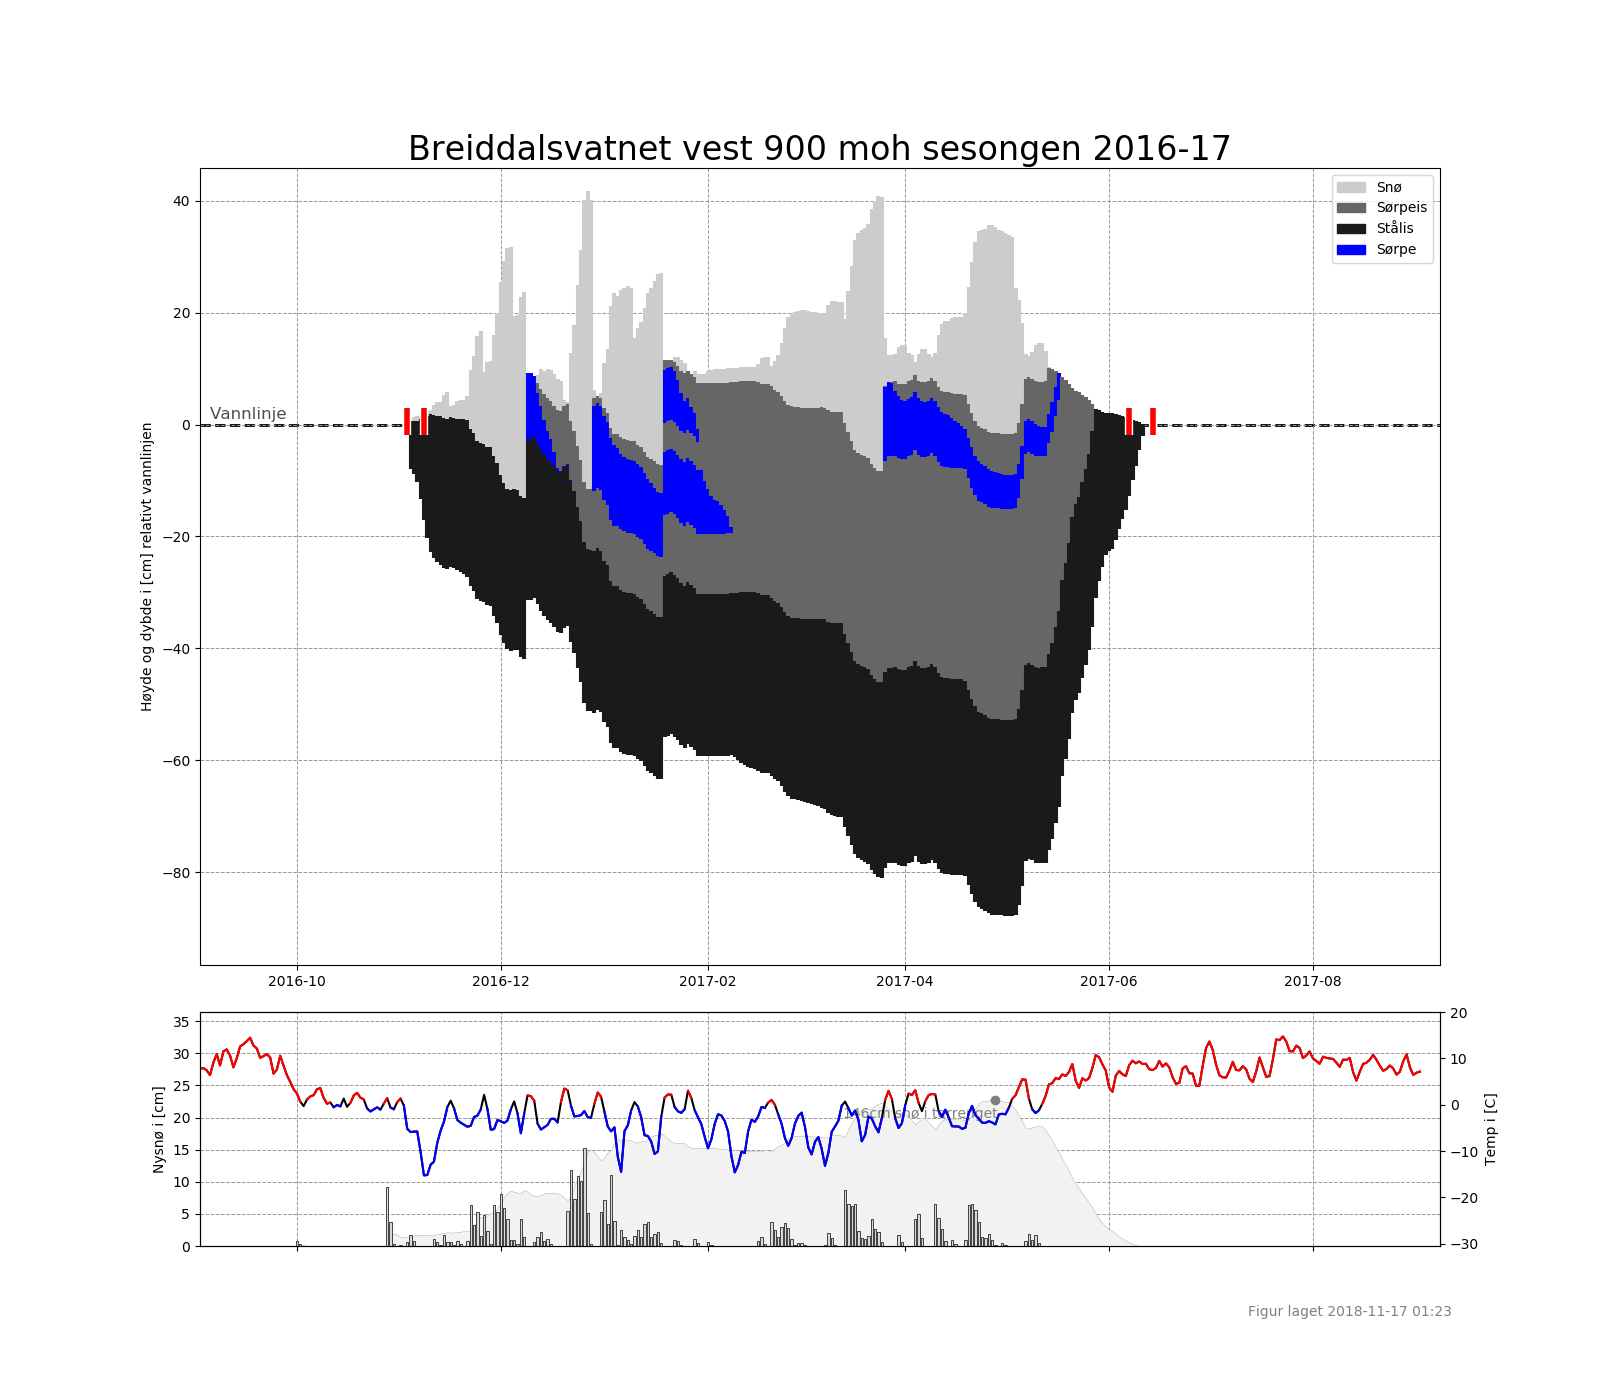 Breiddalsvatnet vest 900 moh sesongen 2016-17
Høyde og dybde i [cm] relativt vannlinjen
40
20
0
−20
−40
−60
−80
Vannlinje
Snø
Sørpeis
Stålis
Sørpe
2016-10
2016-12
2017-02
2017-04
2017-06
2017-08
Nysnø i [cm]
35
30
25
20
15
10
5
0
cm snø i terrenget
20
10
0
−10
−20
−30
Temp i [C]
Figur laget 2018-11-17 01:23